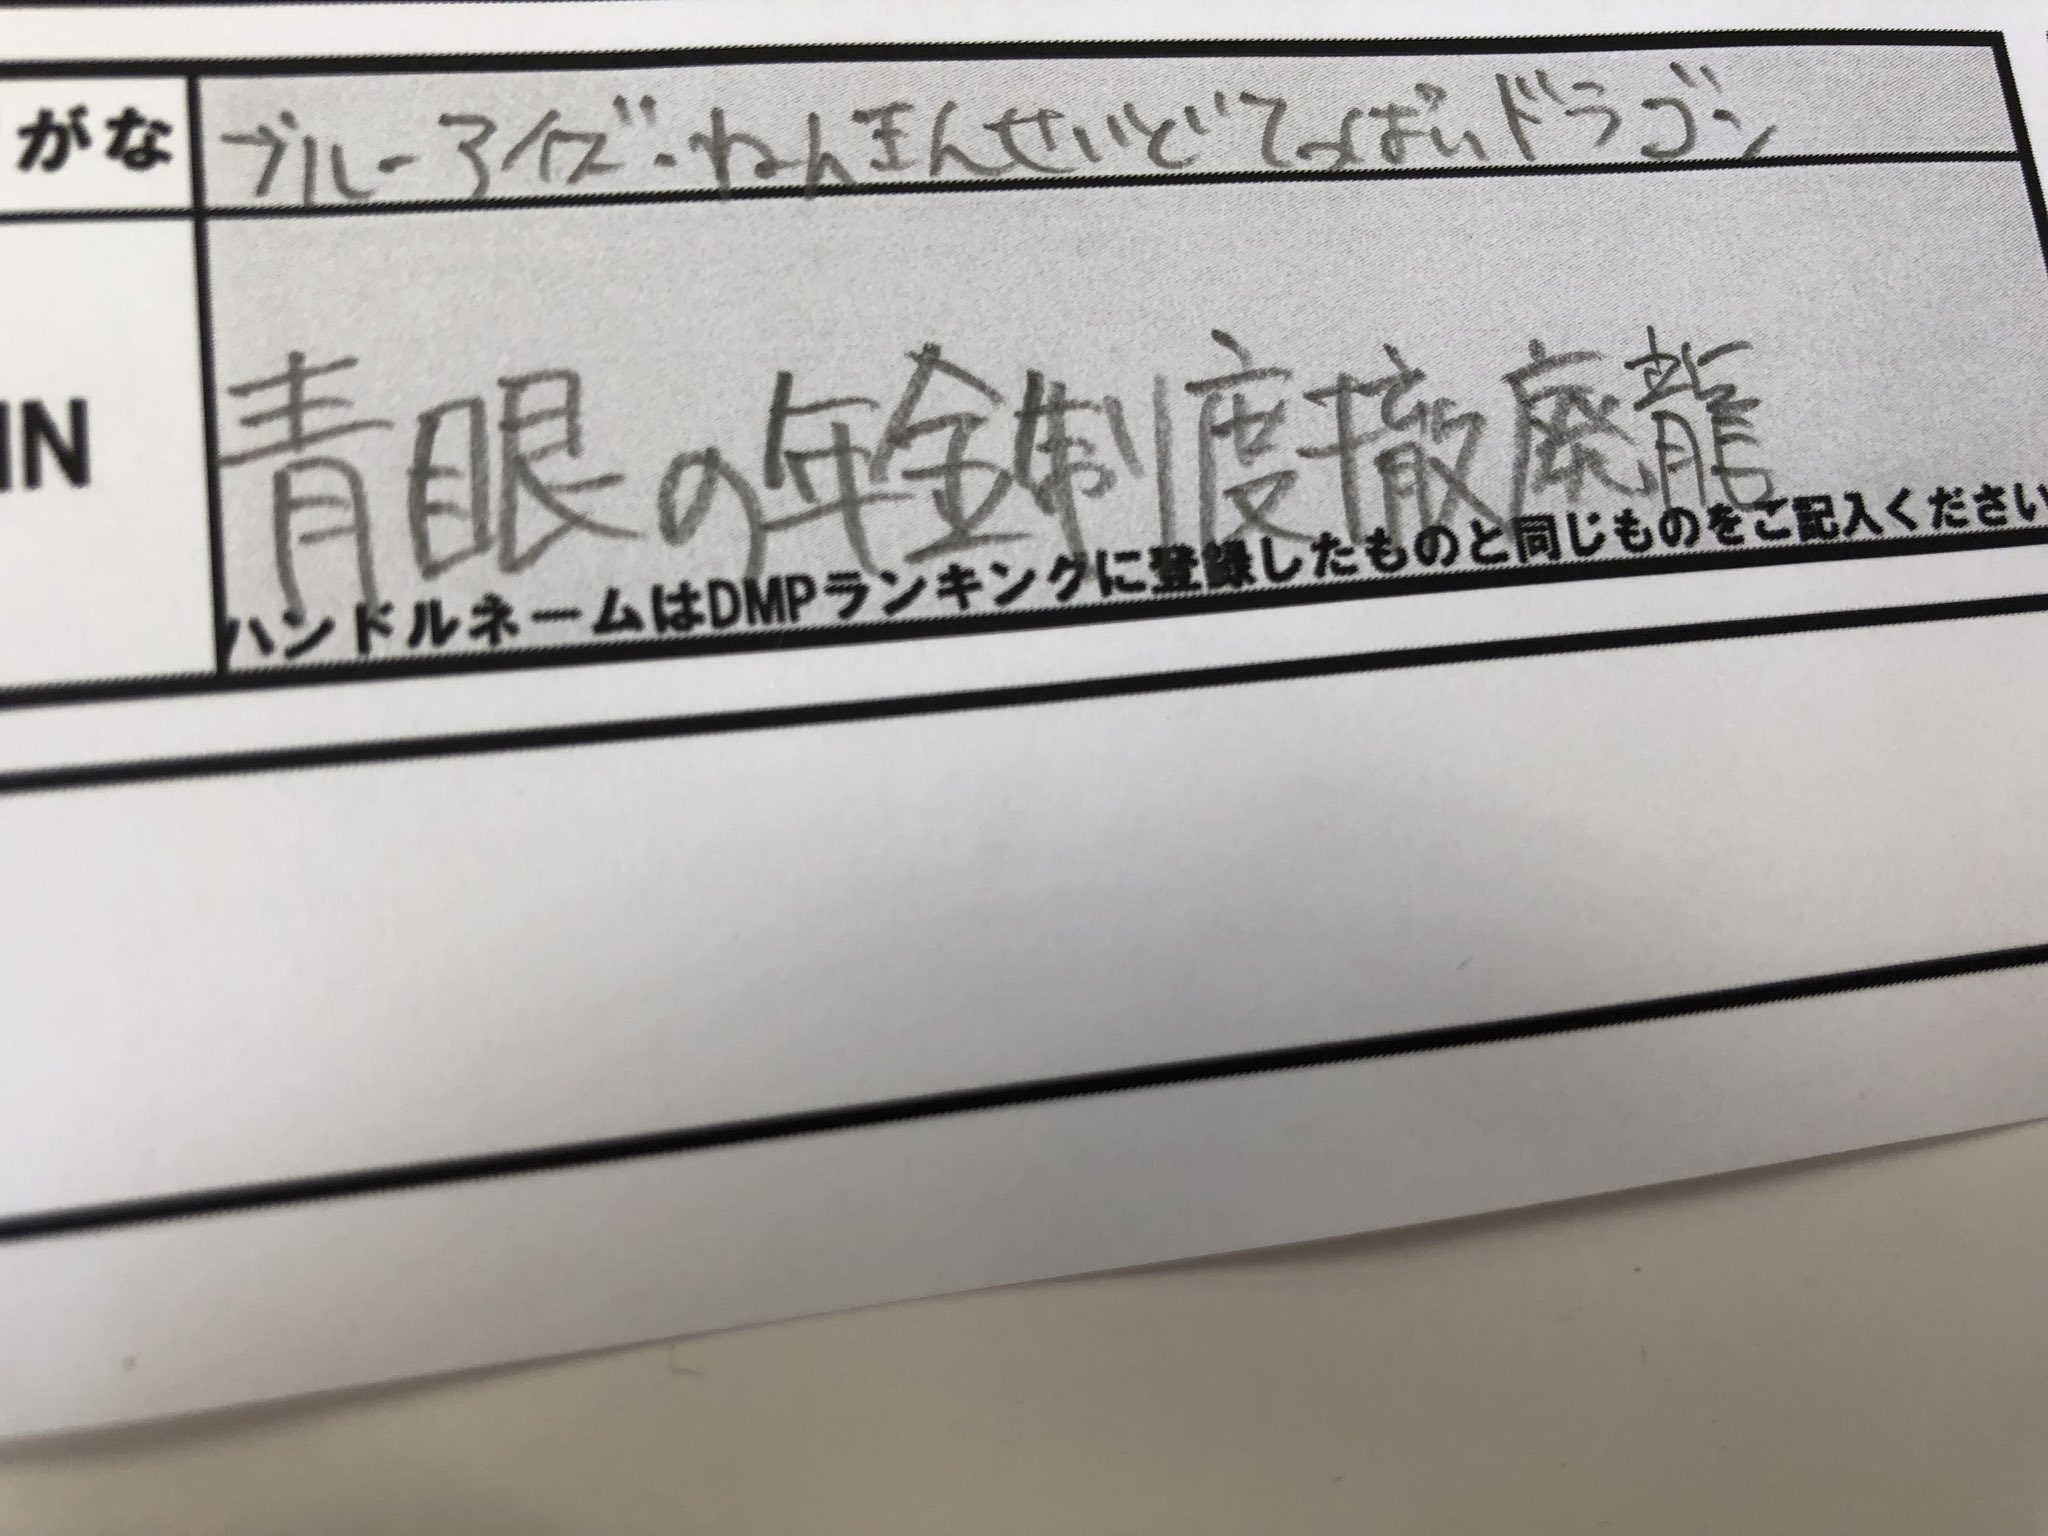 がな
ブルーアイズ・ねんきんせいどてっぱいドラゴン
IN
青眼の年金制度撤廃龍
ハンドルネームはDMPランキングに登録したものと同じものをご記入ください